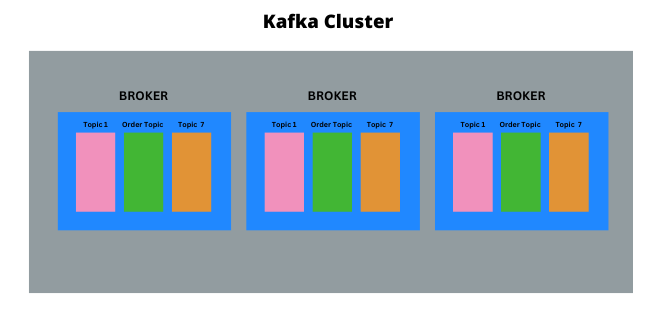 Kafka Cluster
BROKER BROKER BROKER
Topic 1 Order Topic Topic 7 Topic 1 Order Topic Topic 7 Topic 1 Order Topic Topic 7